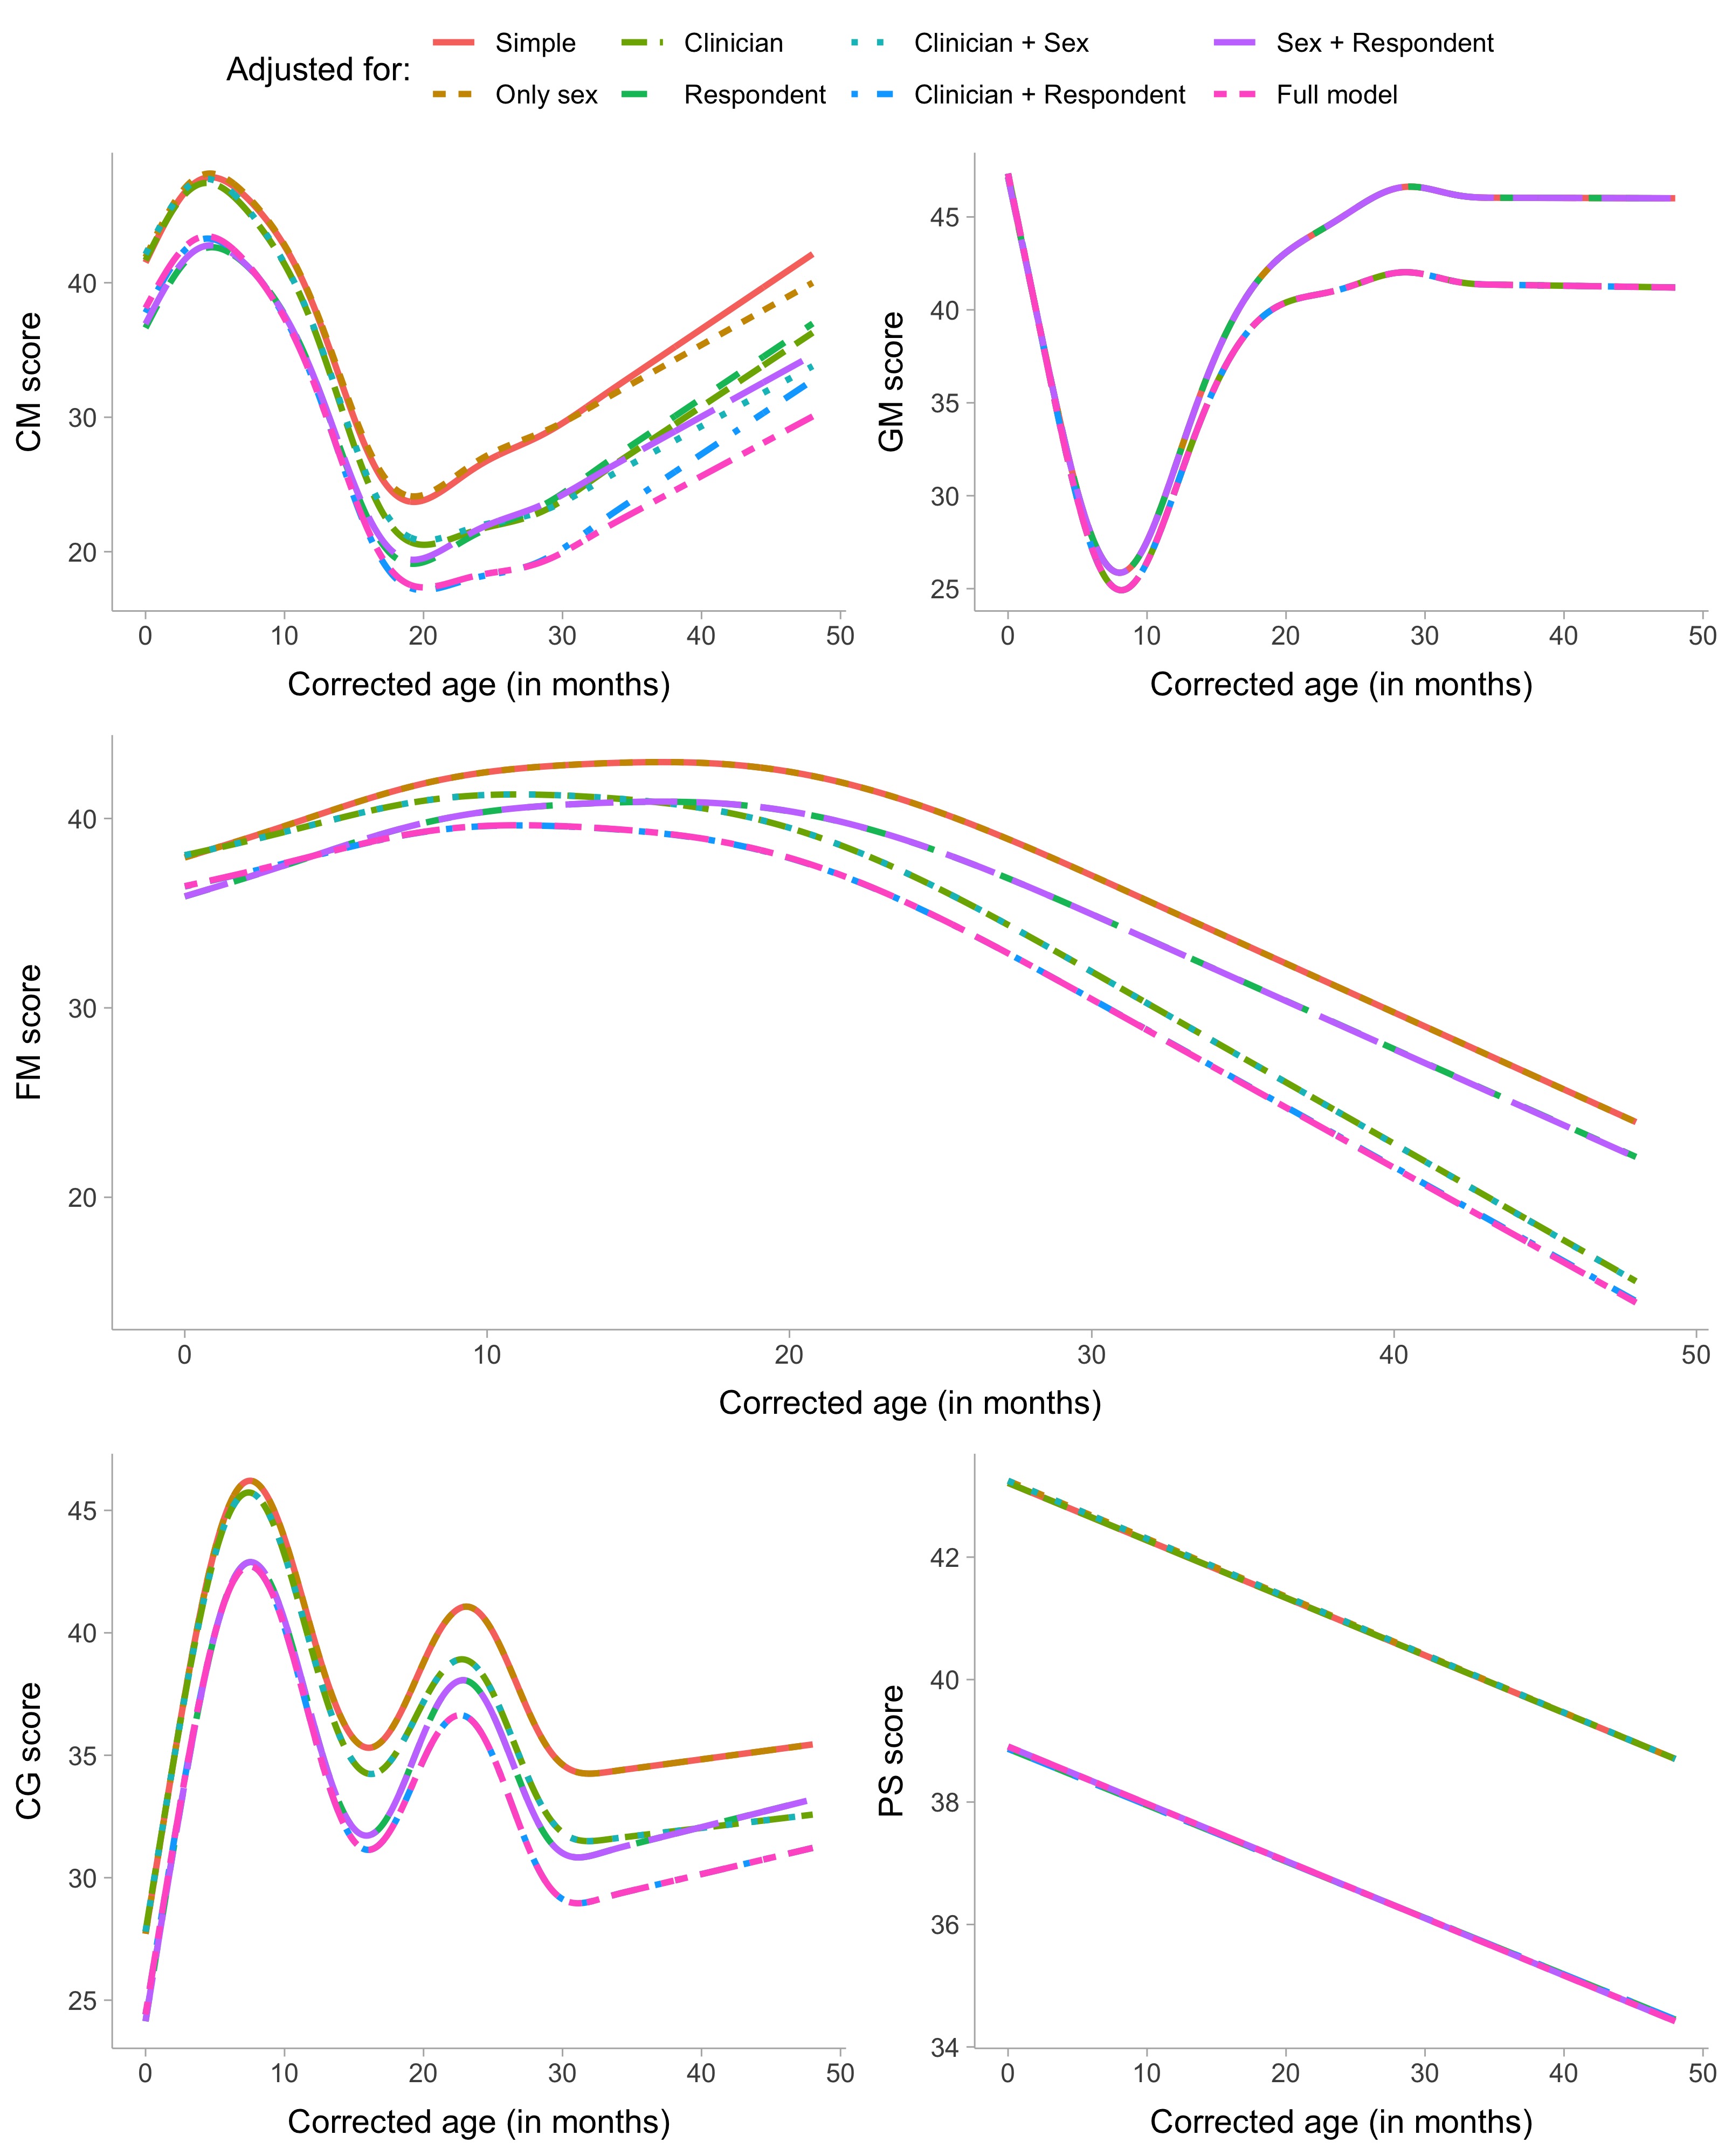 Adjusted for:
Simple Clinician Clinician + Sex Sex + Respondent
Only sex Respondent Clinician + Respondent Full model
CM score
40
30
20
0 10 20 30 40 50
Corrected age (in months)
GM score
45
40
35
30
25
0 10 20 30 40 50
Corrected age (in months)
FM score
40
30
20
0 10 20 30 40 50
Corrected age (in months)
CG score
45
40
35
30
25
0 10 20 30 40 50
Corrected age (in months)
PS score
42
40
38
36
34
0 10 20 30 40 50
Corrected age (in months)